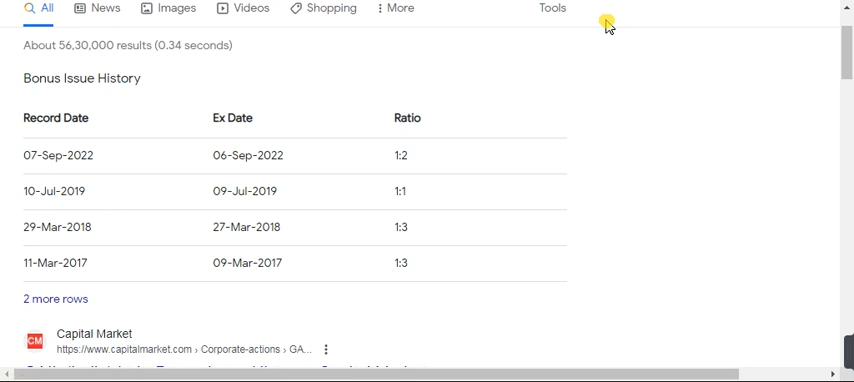 All News Images Videos Shopping More Tools
About 56,30,000 results (0.34 seconds)
Bonus Issue History
Record Date Ex Date Ratio
07-Sep-2022 06-Sep-2022 1:2
10-Jul-2019 09-Jul-2019 1:1
29-Mar-2018 27-Mar-2018 1:3
11-Mar-2017 09-Mar-2017 1:3
2 more rows
CM Capital Market
https://www.capitalmarket.com › Corporate-actions › GA...